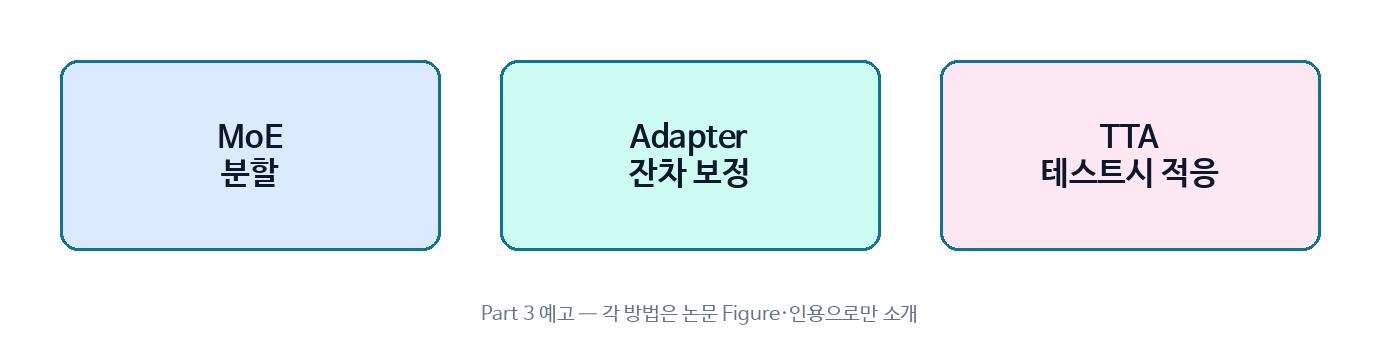 MoE
분할
Adapter
잔차 보정
TTA
테스트시 적응
Part 3 예고 — 각 방법은 논문 Figure·인용으로만 소개